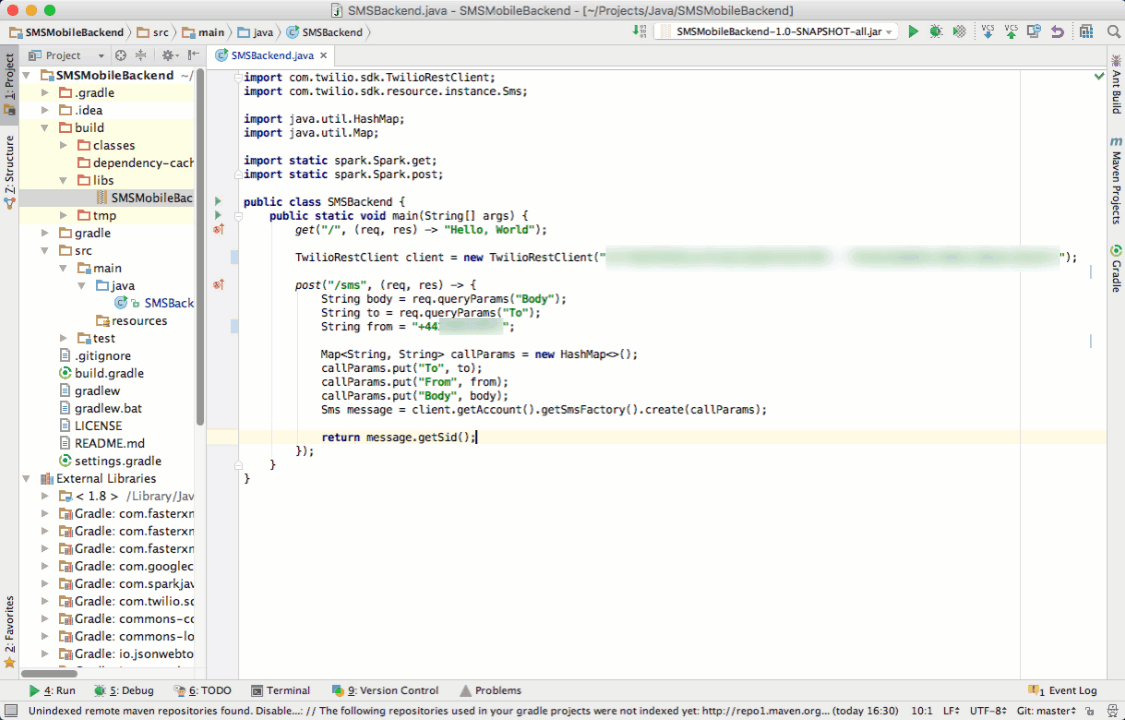 SMSBackend.java - SMSMobileBackend - [~/Projects/Java/SMSMobileBackend]
SMSMobileBackend src main java SMSBackend
SMSMobileBackend-1.0-SNAPSHOT-all.jar
VCS VCS
Project
SMSBackend.java
1: Project
Z: Structure
2: Favorites
SMSMobileBackend ~/
.gradle
.idea
build
classes
dependency-cach
libs
SMSMobileBac
tmp
gradle
src
main
java
SMSBack
resources
test
.gitignore
build.gradle
gradlew
gradlew.bat
LICENSE
README.md
settings.gradle
External Libraries
< 1.8 > /Library/Jav
Gradle: com.fasterxn
Gradle: com.fasterxn
Gradle: com.fasterxn
Gradle: com.googlec
Gradle: com.sparkjav
Gradle: com.twilio.sd
Gradle: commons-cc
Gradle: commons-lo
Gradle: io.jsonwebto
import com.twilio.sdk.TwilioRestClient;
import com.twilio.sdk.resource.instance.Sms;
import java.util.HashMap;
import java.util.Map;
import static spark.Spark.get;
import static spark.Spark.post;
public class SMSBackend {
public static void main(String[] args) {
get("/", (req, res) -> "Hello, World");
TwilioRestClient client = new TwilioRestClient(" ");
post("/sms", (req, res) -> {
String body = req.queryParams("Body");
String to = req.queryParams("To");
String from = "+44 ";
Map<String, String> callParams = new HashMap<>();
callParams.put("To", to);
callParams.put("From", from);
callParams.put("Body", body);
Sms message = client.getAccount().getSmsFactory().create(callParams);
return message.getSid();
});
}
}
Ant Build
Maven Projects
Gradle
4: Run 5: Debug 6: TODO Terminal 9: Version Control Problems 1 Event Log
Unindexed remote maven repositories found. Disable...: // The following repositories used in your gradle projects were not indexed yet: http://repo1.maven.org... (today 16:30) 10:1 LF÷ UTF-8÷ Git: master÷